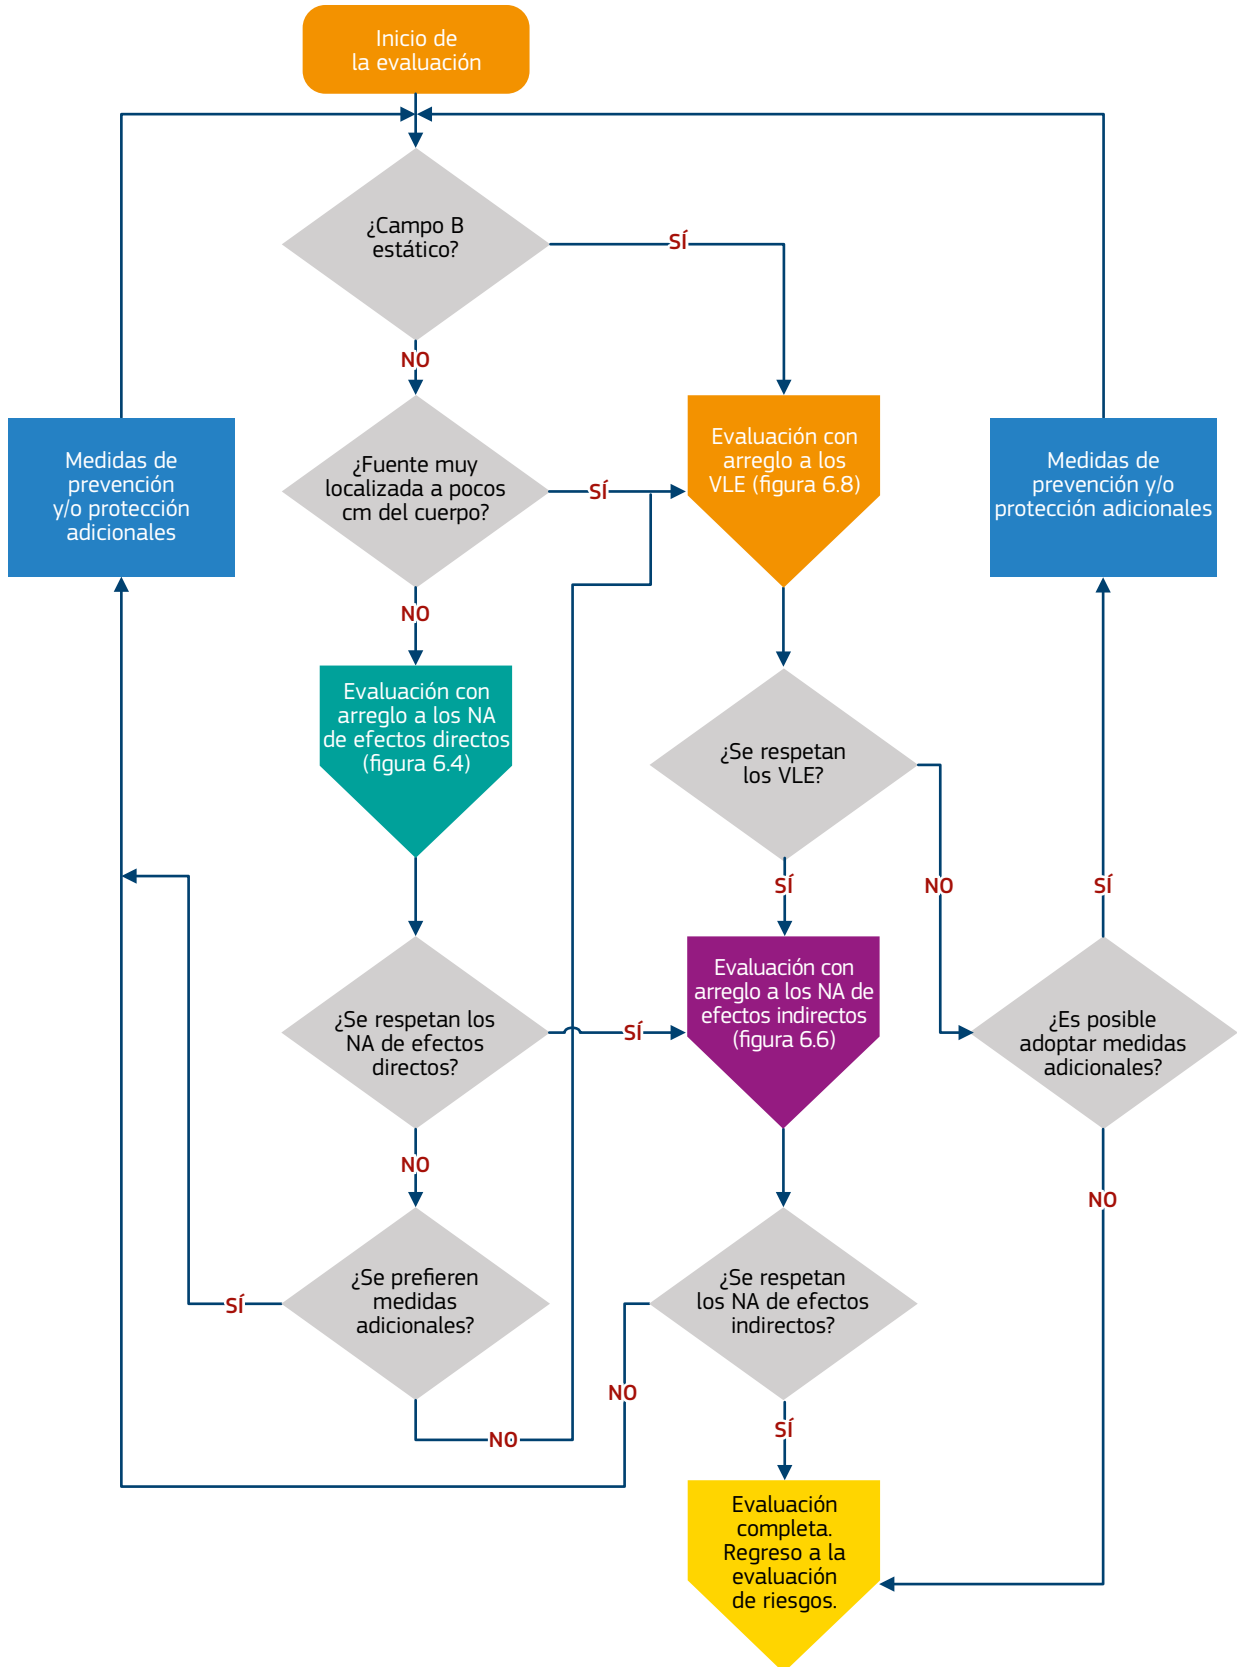 Inicio de
la evaluación
¿Campo B
estático?
SÍ
NO
Medidas de
prevención
y/o protección
adicionales
¿Fuente muy
localizada a pocos
cm del cuerpo?
SÍ
Evaluación con
arreglo a los
VLE (figura 6.8)
Medidas de
prevención y/o
protección adicionales
NO
Evaluación con
arreglo a los NA
de efectos directos
(figura 6.4)
¿Se respetan
los VLE?
SÍ
NO
SÍ
¿Se respetan los
NA de efectos
directos?
SÍ
Evaluación con
arreglo a los NA de
efectos indirectos
(figura 6.6)
¿Es posible
adoptar medidas
adicionales?
NO
NO
¿Se prefieren
medidas
adicionales?
SÍ
¿Se respetan
los NA de efectos
indirectos?
NO
NO
SÍ
Evaluación
completa.
Regreso a la
evaluación
de riesgos.